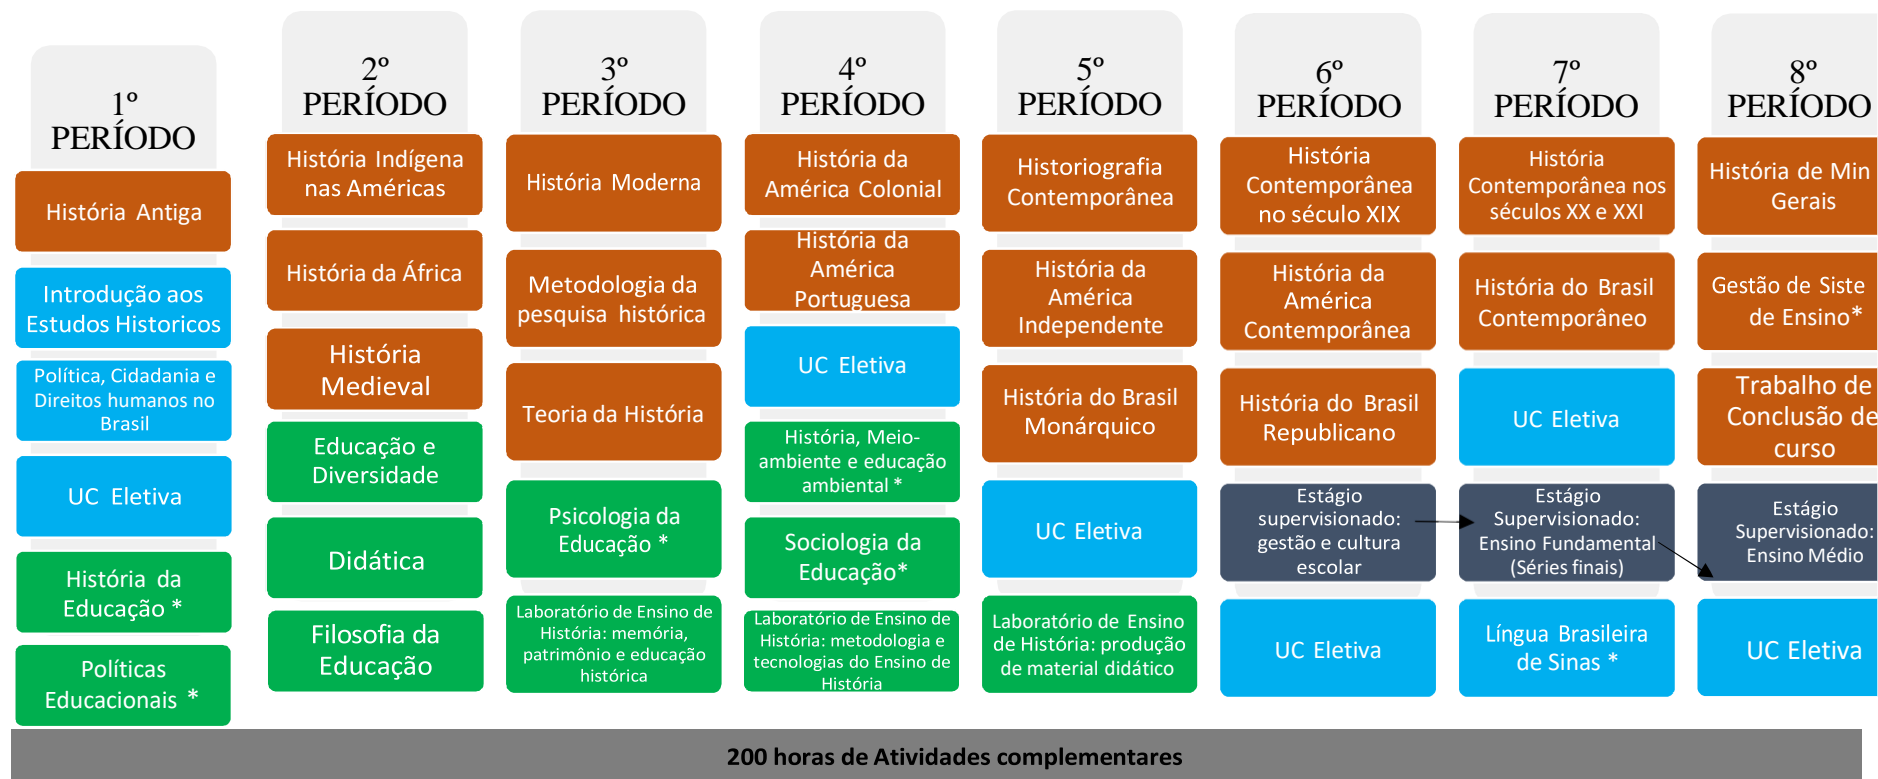 1º
PERÍODO
História Antiga
Introdução aos
Estudos Historicos
Política, Cidadania e
Direitos humanos no
Brasil
UC Eletiva
História da
Educação *
Políticas
Educacionais *
2º
PERÍODO
História Indígena
nas Américas
História da África
História
Medieval
Educação e
Diversidade
Didática
Filosofia da
Educação
3º
PERÍODO
História Moderna
Metodologia da
pesquisa histórica
Teoria da História
Psicologia da
Educação *
Laboratório de Ensino de
História: memória,
patrimônio e educação
histórica
4º
PERÍODO
História da
América Colonial
História da
América
Portuguesa
UC Eletiva
História, Meio-
ambiente e educação
ambiental *
Sociologia da
Educação*
Laboratório de Ensino de
História: metodologia e
tecnologias do Ensino de
História
5º
PERÍODO
Historiografia
Contemporânea
História da
América
Independente
História do Brasil
Monárquico
UC Eletiva
Laboratório de Ensino
de História: produção
de material didático
6º
PERÍODO
História
Contemporânea
no século XIX
História da
América
Contemporânea
História do Brasil
Republicano
Estágio
supervisionado:
gestão e cultura
escolar
UC Eletiva
7º
PERÍODO
História
Contemporânea nos
séculos XX e XXI
História do Brasil
Contemporâneo
UC Eletiva
Estágio
Supervisionado:
Ensino Fundamental
(Séries finais)
Língua Brasileira
de Sinas *
8º
PERÍODO
História de Min
Gerais
Gestão de Siste
de Ensino*
Trabalho de
Conclusão de
curso
Estágio
Supervisionado:
Ensino Médio
UC Eletiva
200 horas de Atividades complementares